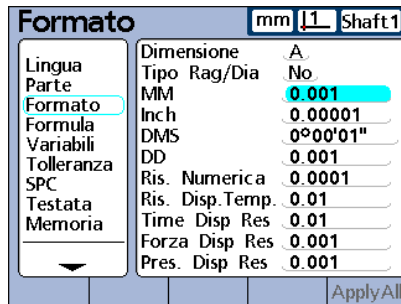 Formato mm 1 Shaft1
Lingua
Parte
Formato
Formula
Variabili
Tolleranza
SPC
Testata
Memoria
Dimensione A
Tipo Rag/Dia No
MM 0.001
Inch 0.00001
DMS 0°00'01"
DD 0.001
Ris. Numerica 0.0001
Ris. Disp.Temp. 0.01
Time Disp Res 0.01
Forza Disp Res 0.001
Pres. Disp Res 0.001
ApplyAll